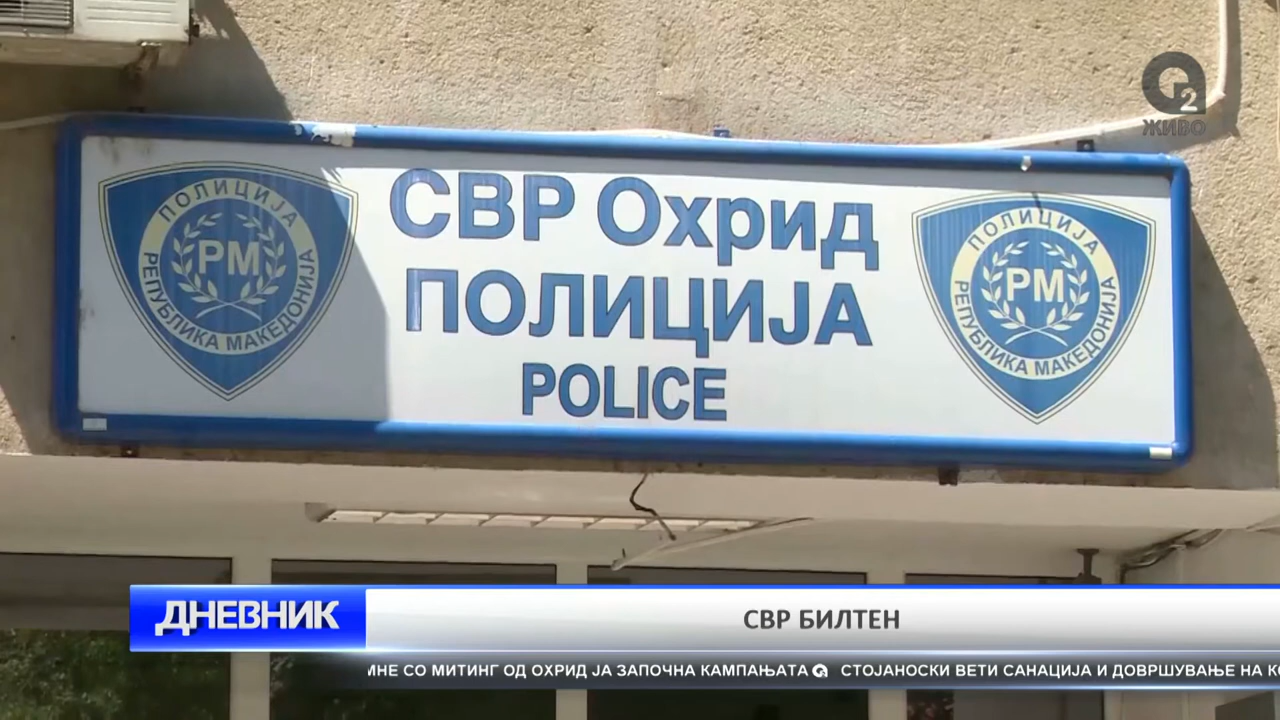 2
ЖИВО
СВР Охрид
ПОЛИЦИЈА
POLICE
ПОЛИЦИЈА
РМ
РЕПУБЛИКА МАКЕДОНИЈА
ПОЛИЦИЈА
РМ
РЕПУБЛИКА МАКЕДОНИЈА
ДНЕВНИК
СВР БИЛТЕН
СО МИТИНГ ОД ОХРИД ЈА ЗАПОЧНА КАМПАЊАТА СТОЈАНОСКИ ВЕТИ САНАЦИЈА И ДОВРШУВАЊЕ НА